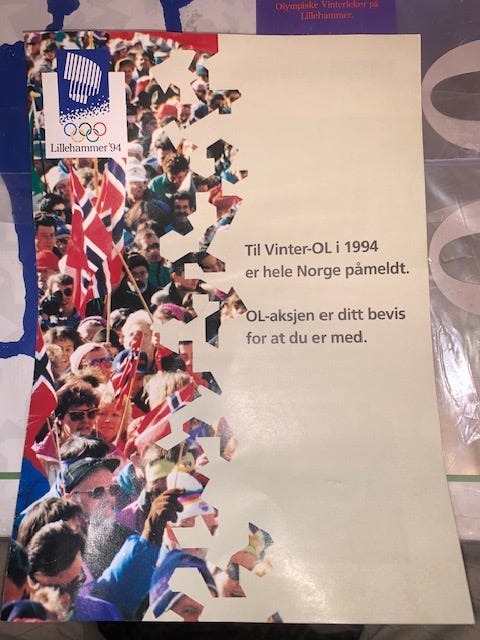 Olympiske Vinterleker på
Lillehammer.
Lillehammer'94
Til Vinter-OL i 1994
er hele Norge påmeldt.
OL-aksjen er ditt bevis
for at du er med.